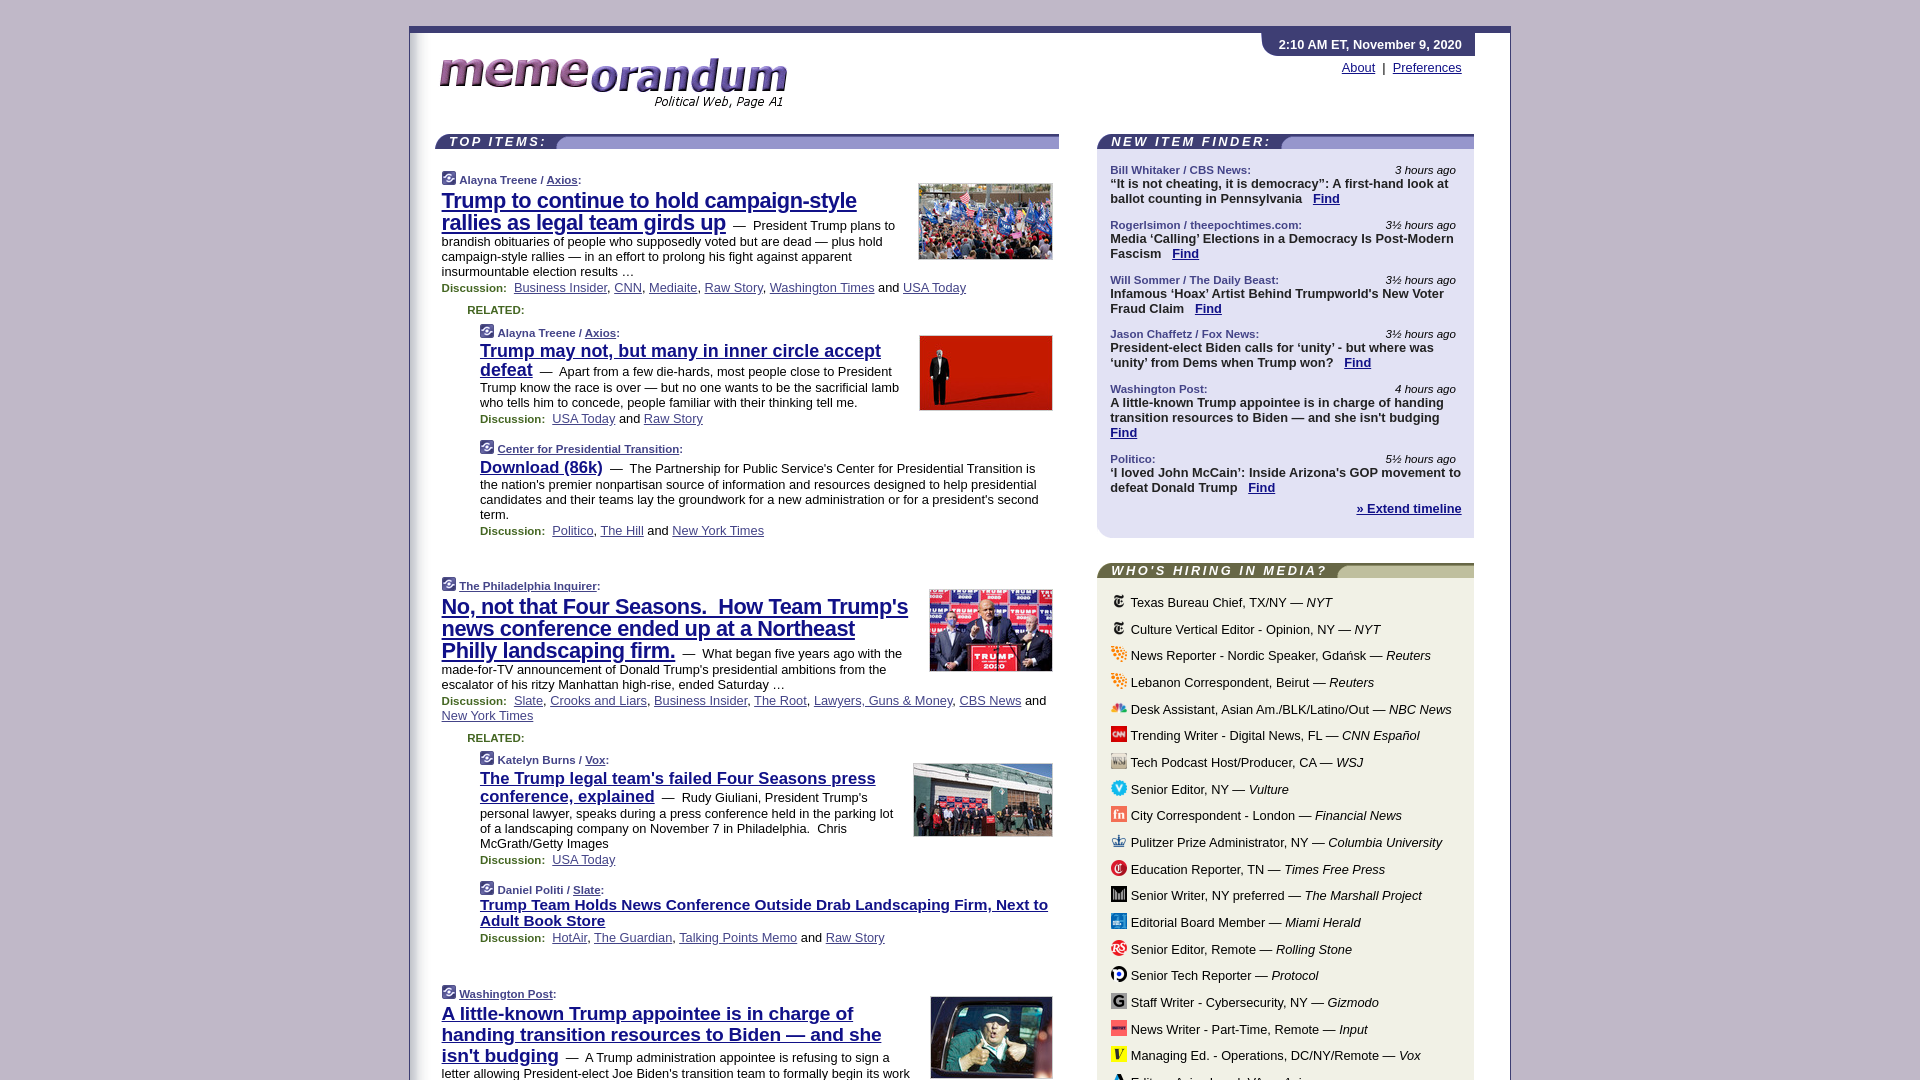 2:10 AM ET, November 9, 2020
memeorandum
Political Web, Page A1
About | Preferences
TOP ITEMS:
Alayna Treene / Axios:
Trump to continue to hold campaign-style
rallies as legal team girds up — President Trump plans to
brandish obituaries of people who supposedly voted but are dead — plus hold
campaign-style rallies — in an effort to prolong his fight against apparent
insurmountable election results …
Discussion: Business Insider, CNN, Mediaite, Raw Story, Washington Times and USA Today
RELATED:
Alayna Treene / Axios:
Trump may not, but many in inner circle accept
defeat — Apart from a few die-hards, most people close to President
Trump know the race is over — but no one wants to be the sacrificial lamb
who tells him to concede, people familiar with their thinking tell me.
Discussion: USA Today and Raw Story
Center for Presidential Transition:
Download (86k) — The Partnership for Public Service's Center for Presidential Transition is
the nation's premier nonpartisan source of information and resources designed to help presidential
candidates and their teams lay the groundwork for a new administration or for a president's second
term.
Discussion: Politico, The Hill and New York Times
The Philadelphia Inquirer:
No, not that Four Seasons. How Team Trump's
news conference ended up at a Northeast
Philly landscaping firm. — What began five years ago with the
made-for-TV announcement of Donald Trump's presidential ambitions from the
escalator of his ritzy Manhattan high-rise, ended Saturday …
Discussion: Slate, Crooks and Liars, Business Insider, The Root, Lawyers, Guns & Money, CBS News and
New York Times
TRUMP
2020
RELATED:
Katelyn Burns / Vox:
The Trump legal team's failed Four Seasons press
conference, explained — Rudy Giuliani, President Trump's
personal lawyer, speaks during a press conference held in the parking lot
of a landscaping company on November 7 in Philadelphia. Chris
McGrath/Getty Images
Discussion: USA Today
Daniel Politi / Slate:
Trump Team Holds News Conference Outside Drab Landscaping Firm, Next to
Adult Book Store
Discussion: HotAir, The Guardian, Talking Points Memo and Raw Story
Washington Post:
A little-known Trump appointee is in charge of
handing transition resources to Biden — and she
isn't budging — A Trump administration appointee is refusing to sign a
letter allowing President-elect Joe Biden's transition team to formally begin its work
NEW ITEM FINDER:
Bill Whitaker / CBS News: 3 hours ago
“It is not cheating, it is democracy”: A first-hand look at
ballot counting in Pennsylvania Find
Rogerlsimon / theepochtimes.com: 3½ hours ago
Media ‘Calling’ Elections in a Democracy Is Post-Modern
Fascism Find
Will Sommer / The Daily Beast: 3½ hours ago
Infamous ‘Hoax’ Artist Behind Trumpworld's New Voter
Fraud Claim Find
Jason Chaffetz / Fox News: 3½ hours ago
President-elect Biden calls for ‘unity’ - but where was
‘unity’ from Dems when Trump won? Find
Washington Post: 4 hours ago
A little-known Trump appointee is in charge of handing
transition resources to Biden — and she isn't budging
Find
Politico: 5½ hours ago
‘I loved John McCain’: Inside Arizona's GOP movement to
defeat Donald Trump Find
» Extend timeline
WHO'S HIRING IN MEDIA?
Texas Bureau Chief, TX/NY — NYT
Culture Vertical Editor - Opinion, NY — NYT
News Reporter - Nordic Speaker, Gdańsk — Reuters
Lebanon Correspondent, Beirut — Reuters
Desk Assistant, Asian Am./BLK/Latino/Out — NBC News
Trending Writer - Digital News, FL — CNN Español
Tech Podcast Host/Producer, CA — WSJ
Senior Editor, NY — Vulture
City Correspondent - London — Financial News
Pulitzer Prize Administrator, NY — Columbia University
Education Reporter, TN — Times Free Press
Senior Writer, NY preferred — The Marshall Project
Editorial Board Member — Miami Herald
Senior Editor, Remote — Rolling Stone
Senior Tech Reporter — Protocol
Staff Writer - Cybersecurity, NY — Gizmodo
News Writer - Part-Time, Remote — Input
Managing Ed. - Operations, DC/NY/Remote — Vox